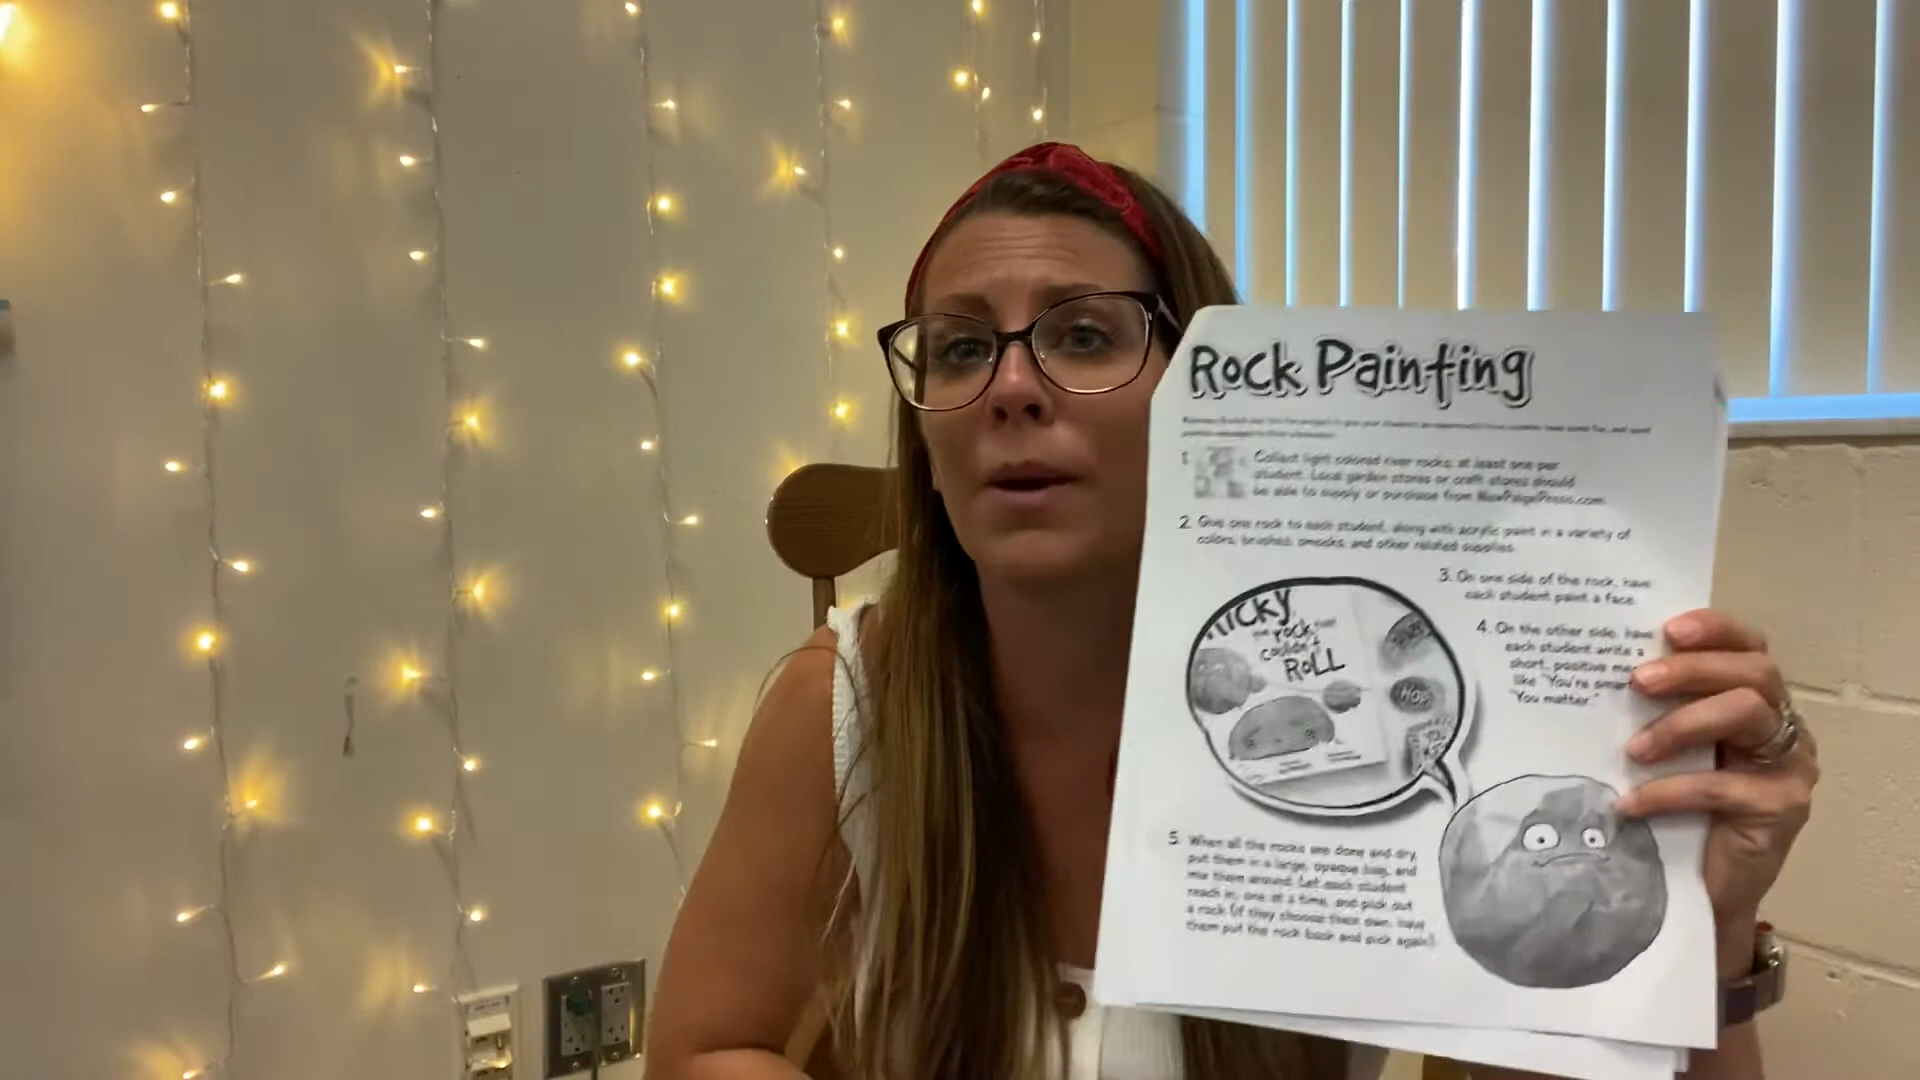 Rock Painting
1. Collect light colored river rocks, at least one per
student. Local garden stores or craft stores should
be able to supply or purchase from
2. Give one rock to each student, along with acrylic paint in a variety of
colors, brushes, smocks, and other related supplies.
3. On one side of the rock, have
each student paint a face.
4. On the other side, have
each student write a
short, positive mes
like "You're smart
"You matter."
RICKY,
the rock that
couldn't
ROLL
5. When all the rocks are done and dry,
put them in a large, opaque bag, and
mix them around. Let each student
reach in, one at a time, and pick out
a rock (if they choose their own, have
them put the rock back and pick again).